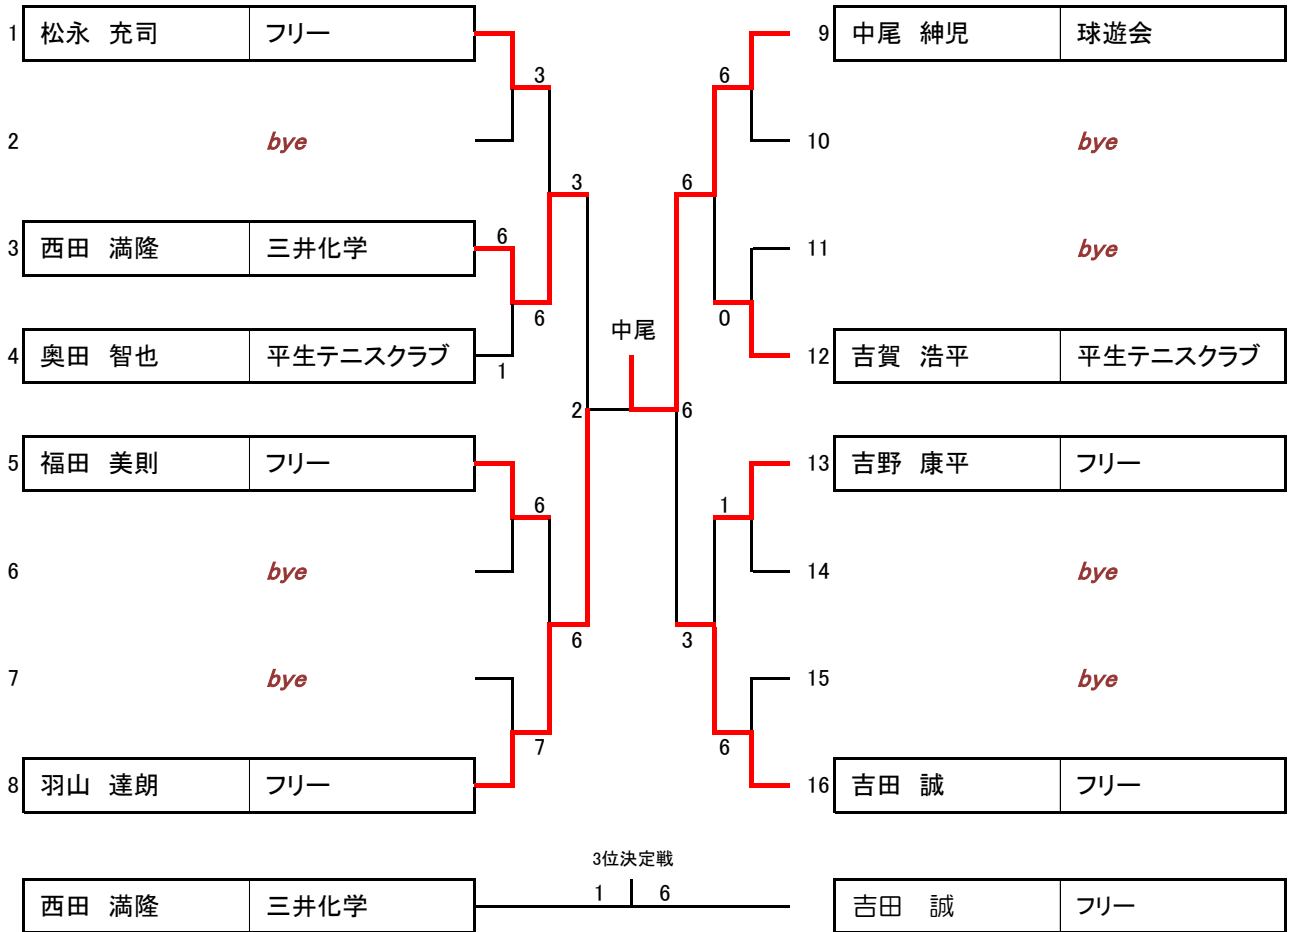 1 松永 充司 フリー
3
2 bye
3
3 西田 満隆 三井化学 6
6
4 奥田 智也 平生テニスクラブ 1
2
5 福田 美則 フリー
6
6 bye
6
7 bye
7
8 羽山 達朗 フリー
中尾
9 中尾 紳児 球遊会
6
10 bye
6
11 bye
0
12 吉賀 浩平 平生テニスクラブ
6
13 吉野 康平 フリー
1
14 bye
3
15 bye
6
16 吉田 誠 フリー
3位決定戦
西田 満隆 三井化学 1 6 吉田 誠 フリー